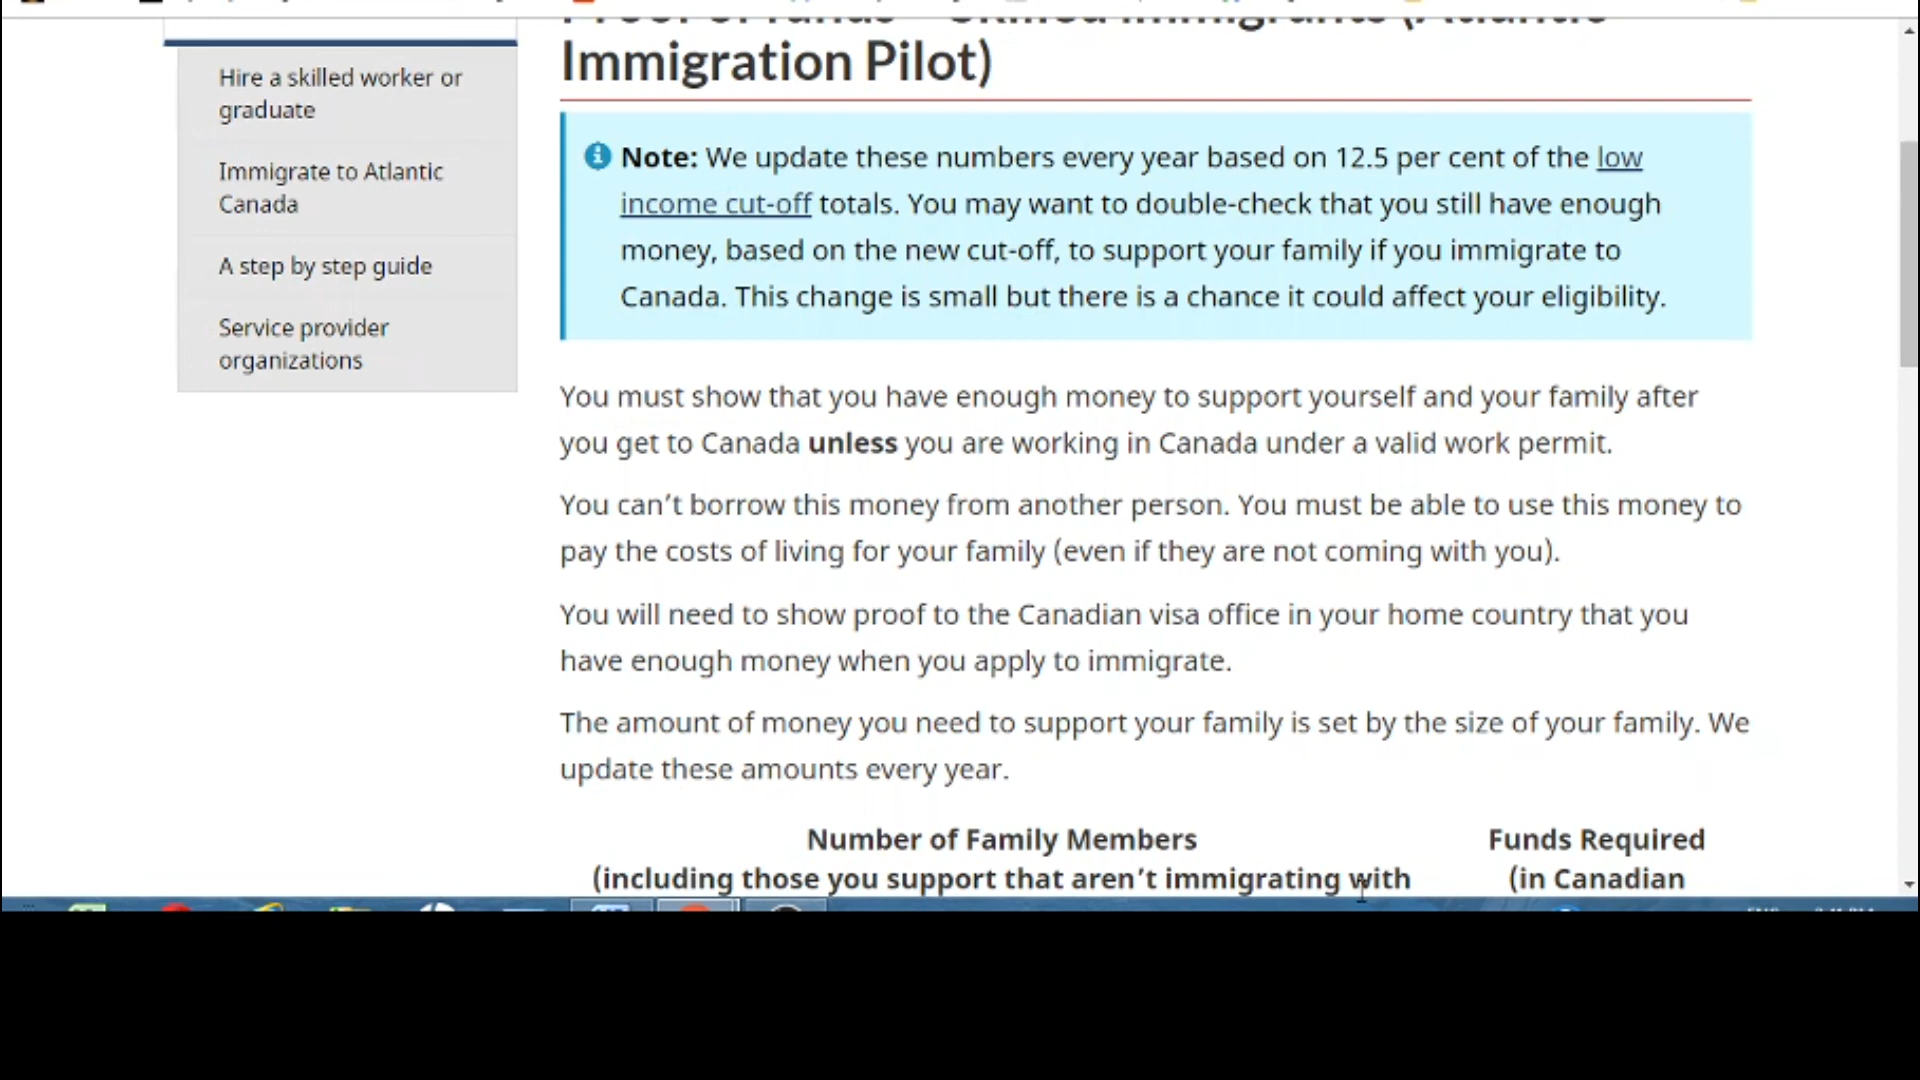 Proof of funds – Skilled Immigrants (Atlantic
Immigration Pilot)
Hire a skilled worker or
graduate
Immigrate to Atlantic
Canada
A step by step guide
Service provider
organizations
Note: We update these numbers every year based on 12.5 per cent of the low
income cut-off totals. You may want to double-check that you still have enough
money, based on the new cut-off, to support your family if you immigrate to
Canada. This change is small but there is a chance it could affect your eligibility.
You must show that you have enough money to support yourself and your family after
you get to Canada unless you are working in Canada under a valid work permit.
You can’t borrow this money from another person. You must be able to use this money to
pay the costs of living for your family (even if they are not coming with you).
You will need to show proof to the Canadian visa office in your home country that you
have enough money when you apply to immigrate.
The amount of money you need to support your family is set by the size of your family. We
update these amounts every year.
Number of Family Members
(including those you support that aren’t immigrating with
Funds Required
(in Canadian